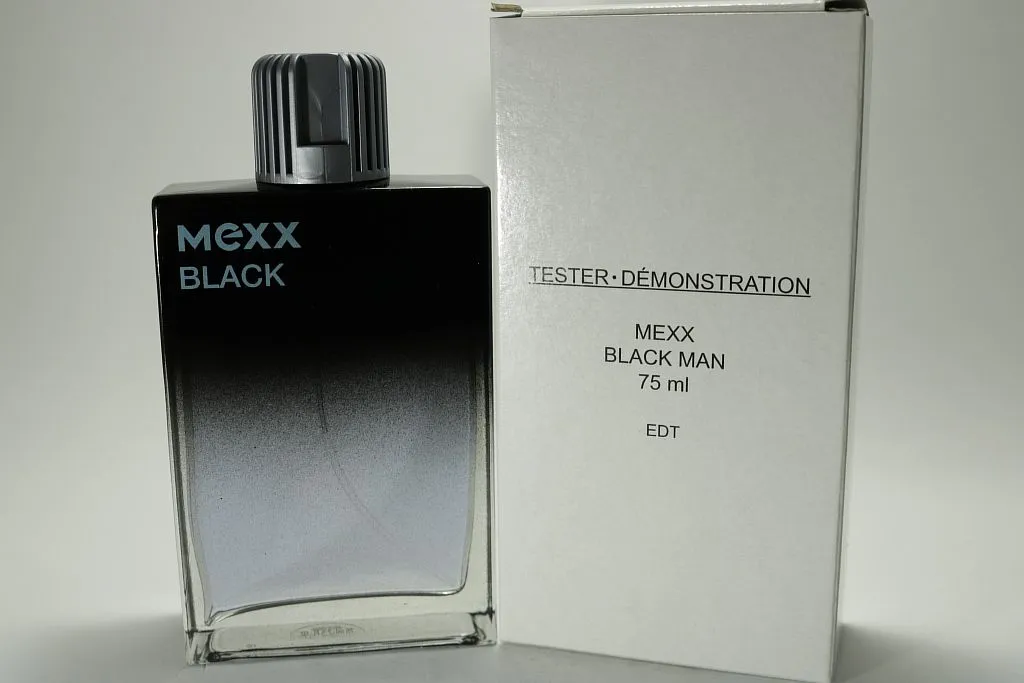 Mexx
BLACK
TESTER·DÉMONSTRATION
MEXX
BLACK MAN
75 ml
EDT